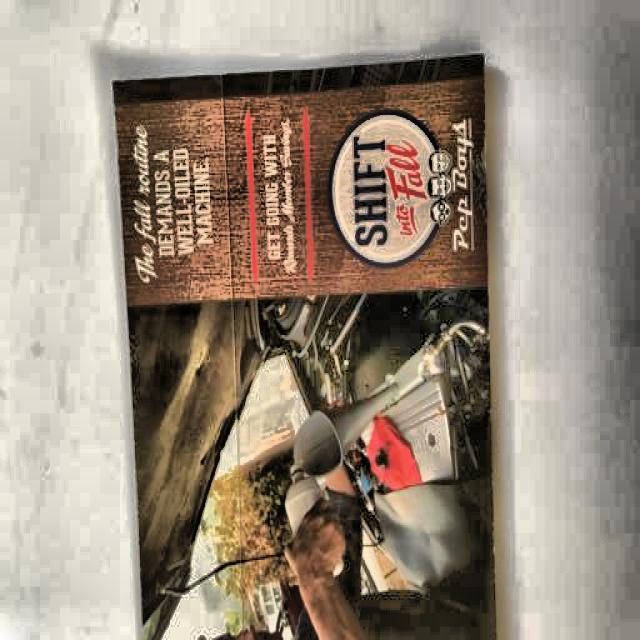 The fall routine
DEMANDS A
WELL-OILED
MACHINE.
GET GOING WITH
SHIFT
into Fall
Pep Boys